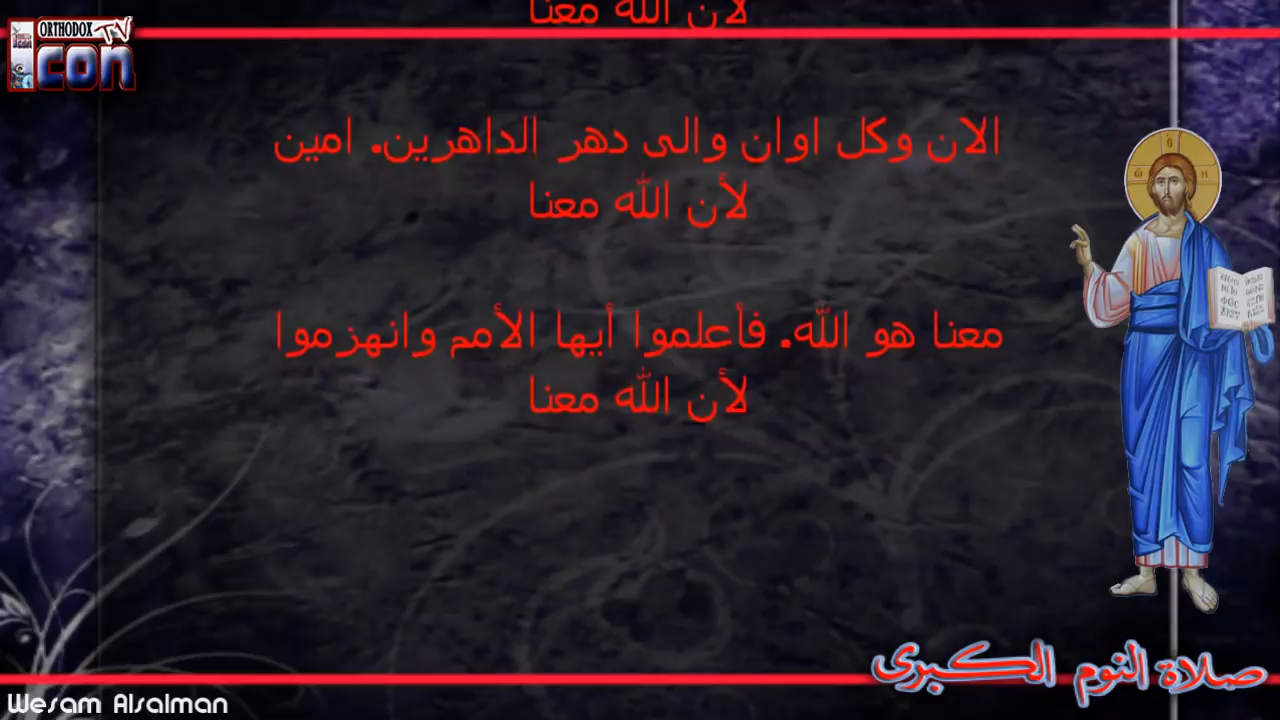 لأن الله معنا
ORTHODOX TV
Icon
الان وكل اوان والى دهر الداهرين. امين
لأن الله معنا
معنا هو الله. فأعلموا أيها الأمم وانهزموا
لأن الله معنا
صلاة النوم الكبرى
Wesam Alsalman